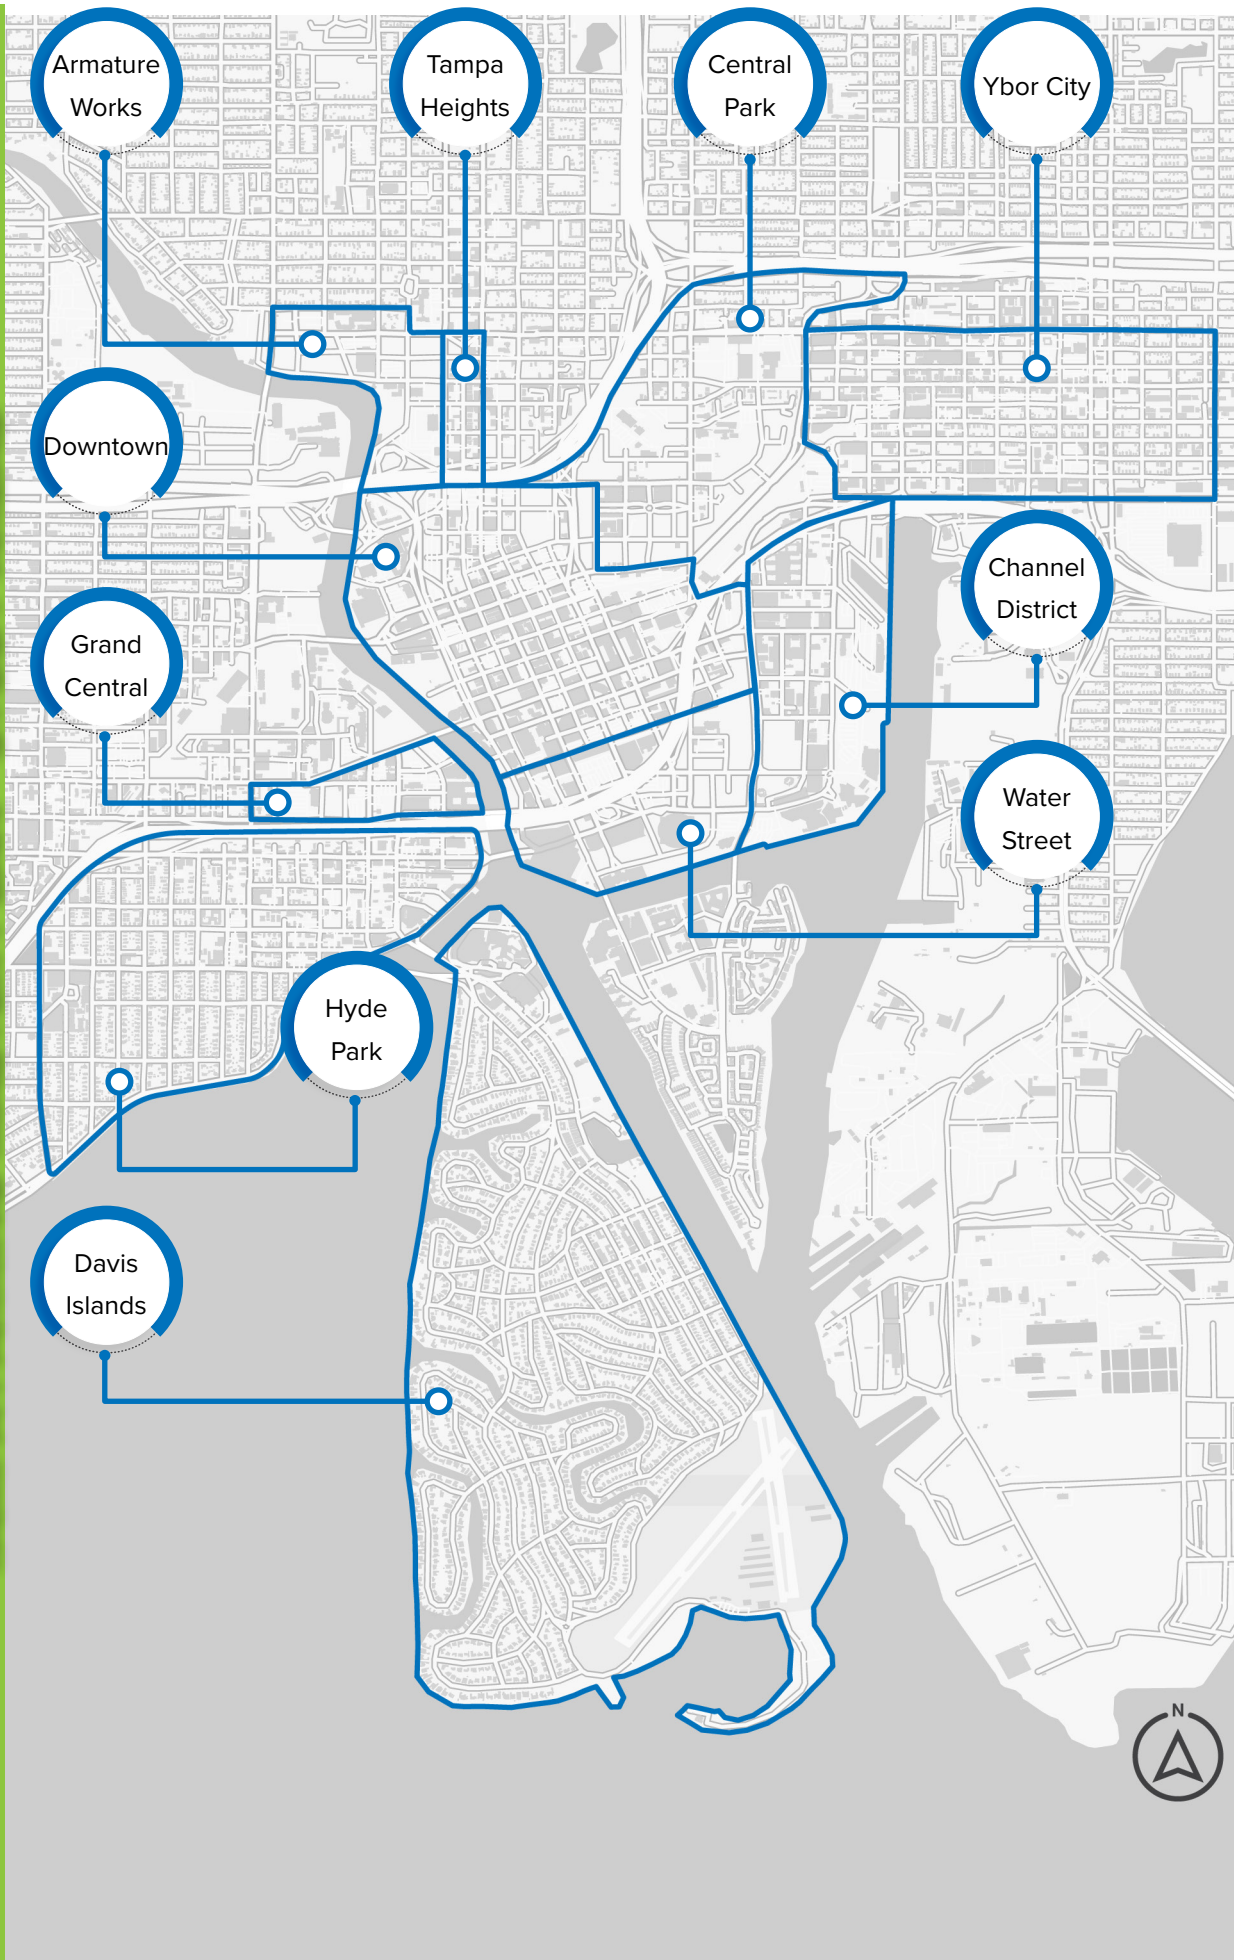 Armature
Works
Tampa
Heights
Central
Park
Ybor City
Downtown
Channel
District
Grand
Central
Water
Street
Hyde
Park
Davis
Islands
N